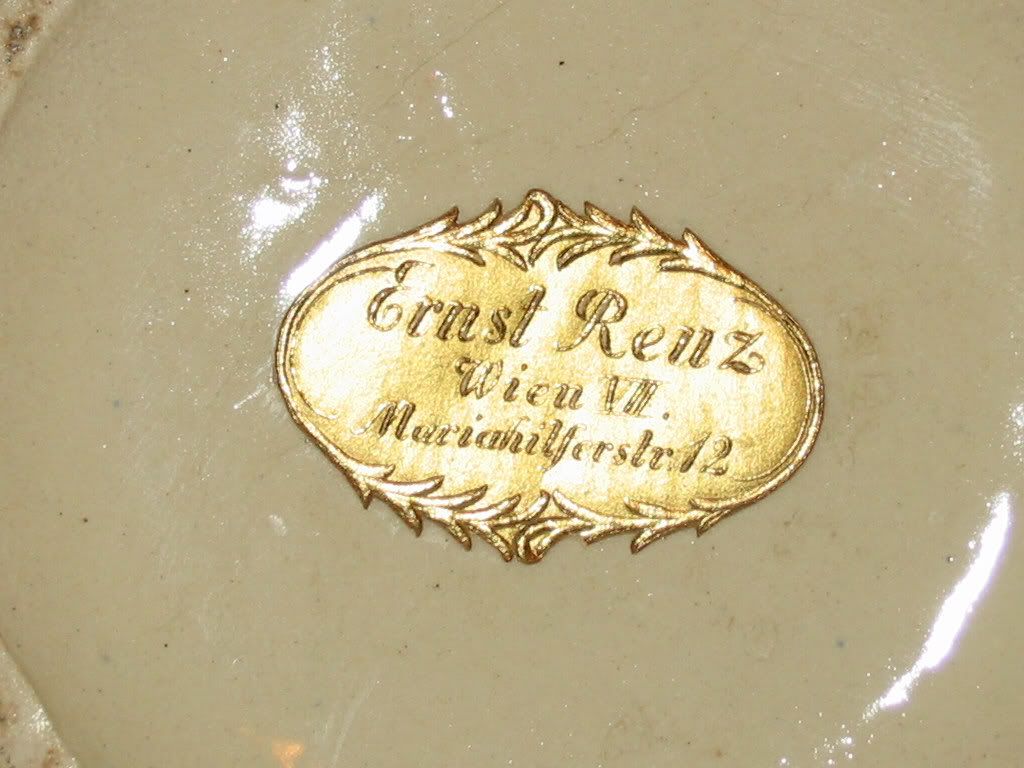 Ernst Renz
Wien VII.
Mariahilferstr. 12